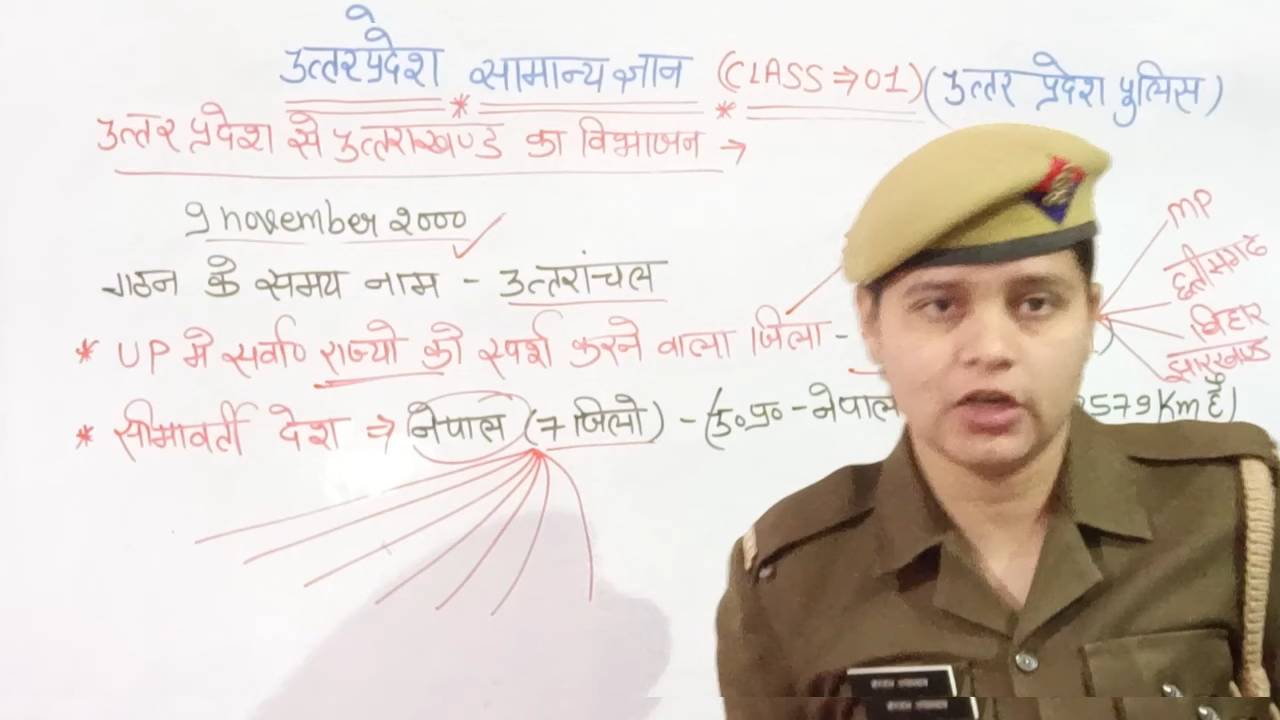 उत्तरप्रदेश सामान्य ज्ञान (CLASS⇒01) (उत्तर प्रदेश पुलिस)
उत्तर प्रदेश से उत्तराखण्ड का विभाजन →
9 november 2000 ✓
गठन के समय नाम - उत्तरांचल
* UP मे सर्वा० राज्यो को स्पर्श करने वाला जिला-
MP
छत्तीसगढ
बिहार
झारखण्ड
* सीमावर्ती देश ⇒ नेपाल (7 जिलो) - (उ०प्र० - नेपाल 579 Km है)